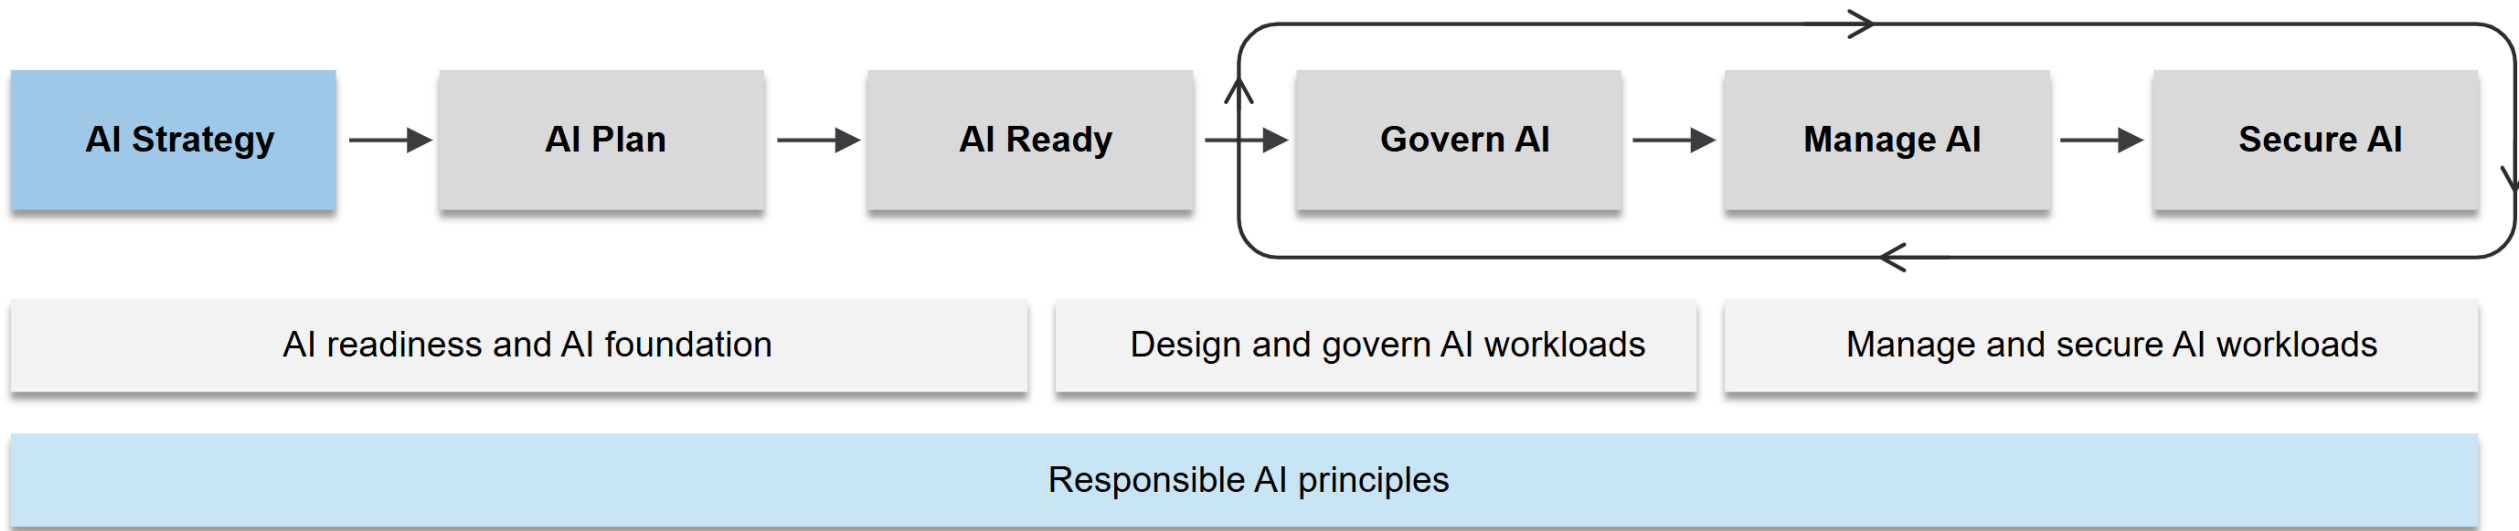 AI Strategy
AI Plan
AI Ready
Govern AI
Manage AI
Secure AI
AI readiness and AI foundation
Design and govern AI workloads
Manage and secure AI workloads
Responsible AI principles